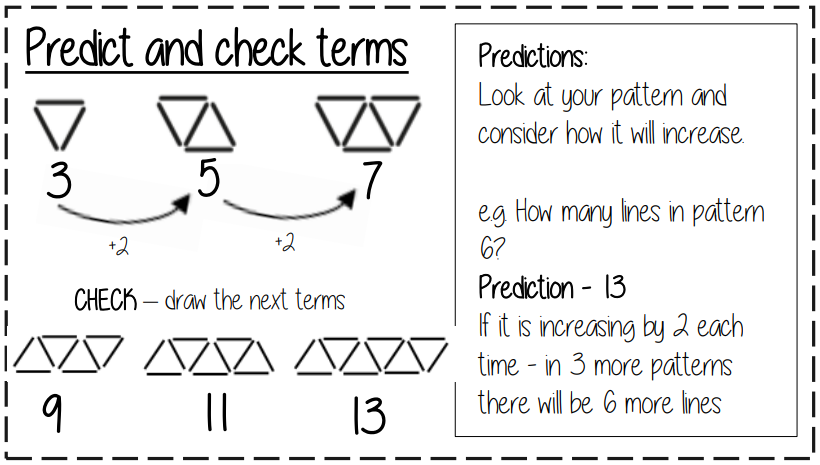 Predict and check terms
3
5
7
+2
+2
CHECK – draw the next terms
9
11
13
Predictions:
Look at your pattern and
consider how it will increase.
e.g. How many lines in pattern
6?
Prediction - 13
If it is increasing by 2 each
time - in 3 more patterns
there will be 6 more lines